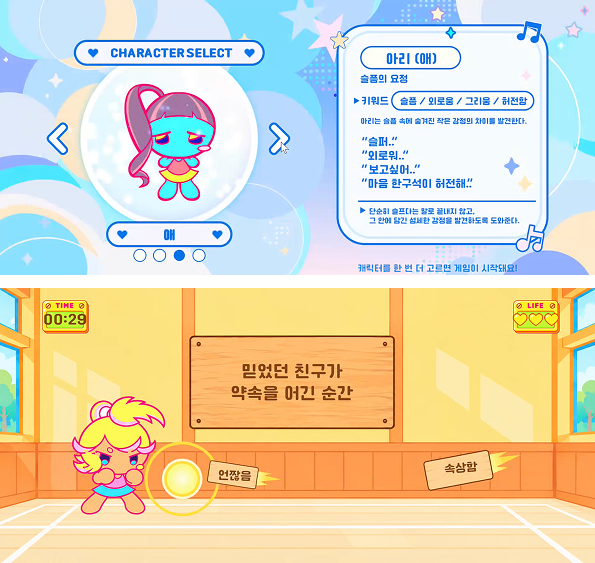 CHARACTER SELECT
애
아리 (애)
슬픔의 요정
▶키워드 슬픔 / 외로움 / 그리움 / 허전함
아리는 슬픔 속에 숨겨진 작은 감정의 차이를 발견한다.
“슬퍼..”
“외로워..”
“보고싶어..”
“마음 한구석이 허전해..”
▶ 단순히 슬프다는 말로 끝내지 않고,
그 안에 담긴 섬세한 감정을 발견하도록 도와준다.
캐릭터를 한 번 더 고르면 게임이 시작돼요!
TIME
00:29
LIFE
믿었던 친구가
약속을 어긴 순간
언짢음
속상함